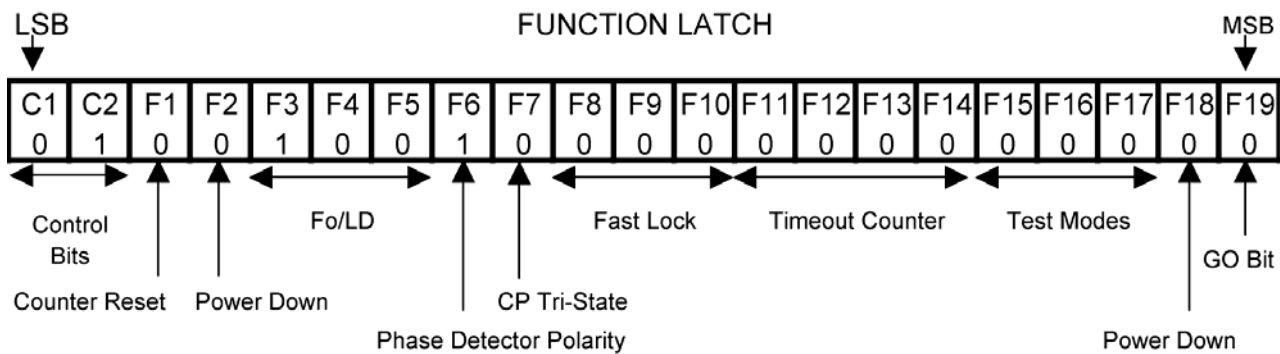 LSB FUNCTION LATCH MSB
C1 C2 F1 F2 F3 F4 F5 F6 F7 F8 F9 F10 F11 F12 F13 F14 F15 F16 F17 F18 F19
0 1 0 0 1 0 0 1 0 0 0 0 0 0 0 0 0 0 0 0 0
Control Bits
Fo/LD Fast Lock Timeout Counter Test Modes
GO Bit
Counter Reset Power Down CP Tri-State
Phase Detector Polarity Power Down